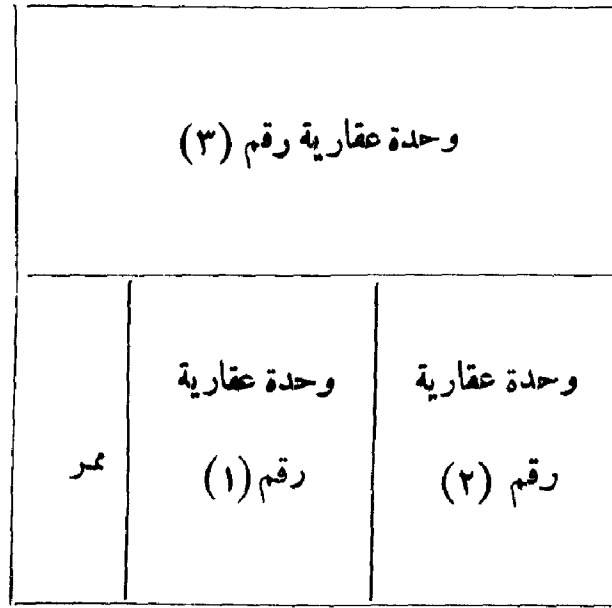 وحدة عقارية رقم (٣)
وحدة عقارية
رقم (٢)
وحدة عقارية
رقم (١)
ممر